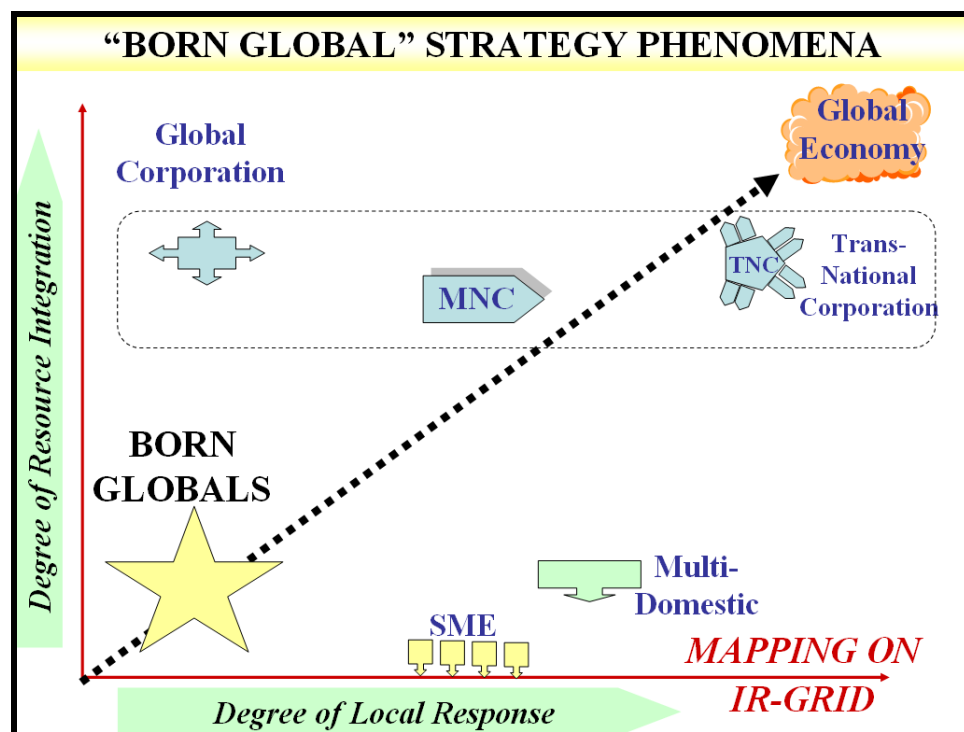 “BORN GLOBAL” STRATEGY PHENOMENA
Global
Economy
Global
Corporation
Degree of Resource Integration
MNC
TNC
Trans-
National
Corporation
BORN
GLOBALS
Multi-
Domestic
SME
MAPPING ON
IR-GRID
Degree of Local Response